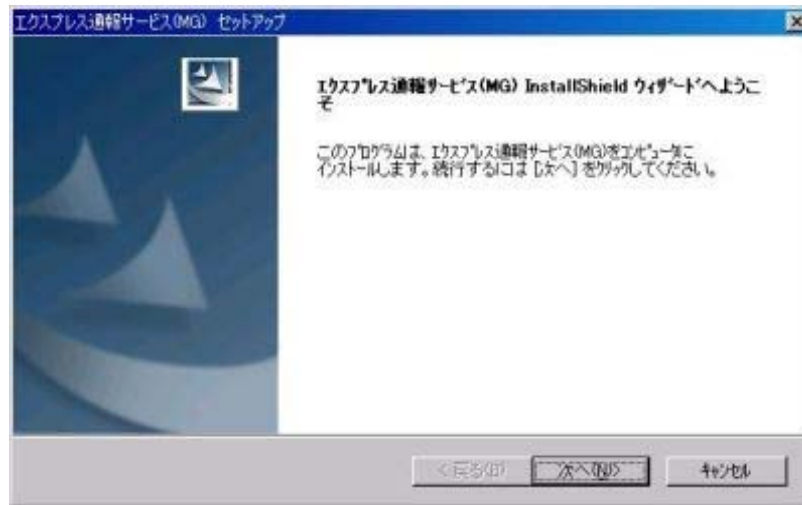 エクスプレス通報サービス(MG) セットアップ
エクスプレス通報サービス(MG) InstallShield ウィザードへようこ
そ
このプログラムは、エクスプレス通報サービス(MG)をコンピュータに
インストールします。続行するには [次へ] をクリックしてください。
< 戻る(B)
次へ(N)>
キャンセル